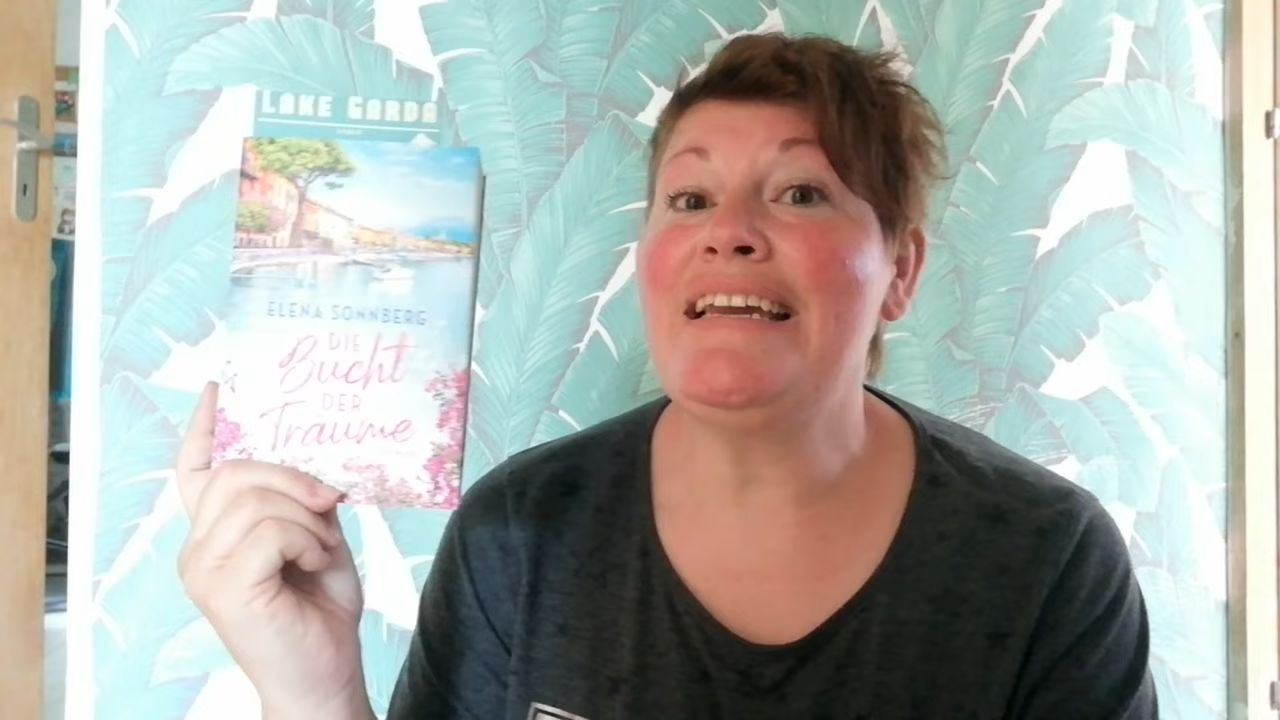 LAKE GARDA
ELENA SONNBERG
DIE
Bucht
DER
Träume